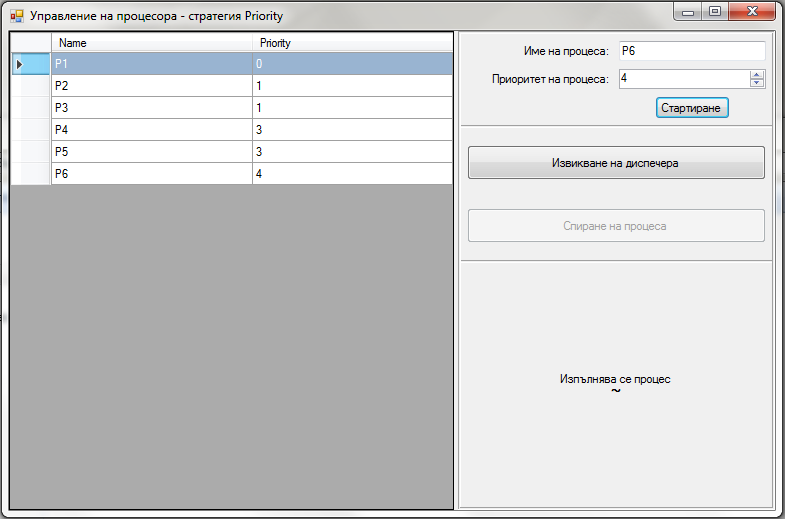 Управление на процесора - стратегия Priority
Name Priority
P1 0
P2 1
P3 1
P4 3
P5 3
P6 4
Име на процеса: P6
Приоритет на процеса: 4
Стартиране
Извикване на диспечера
Спиране на процеса
Изпълнява се процес
~